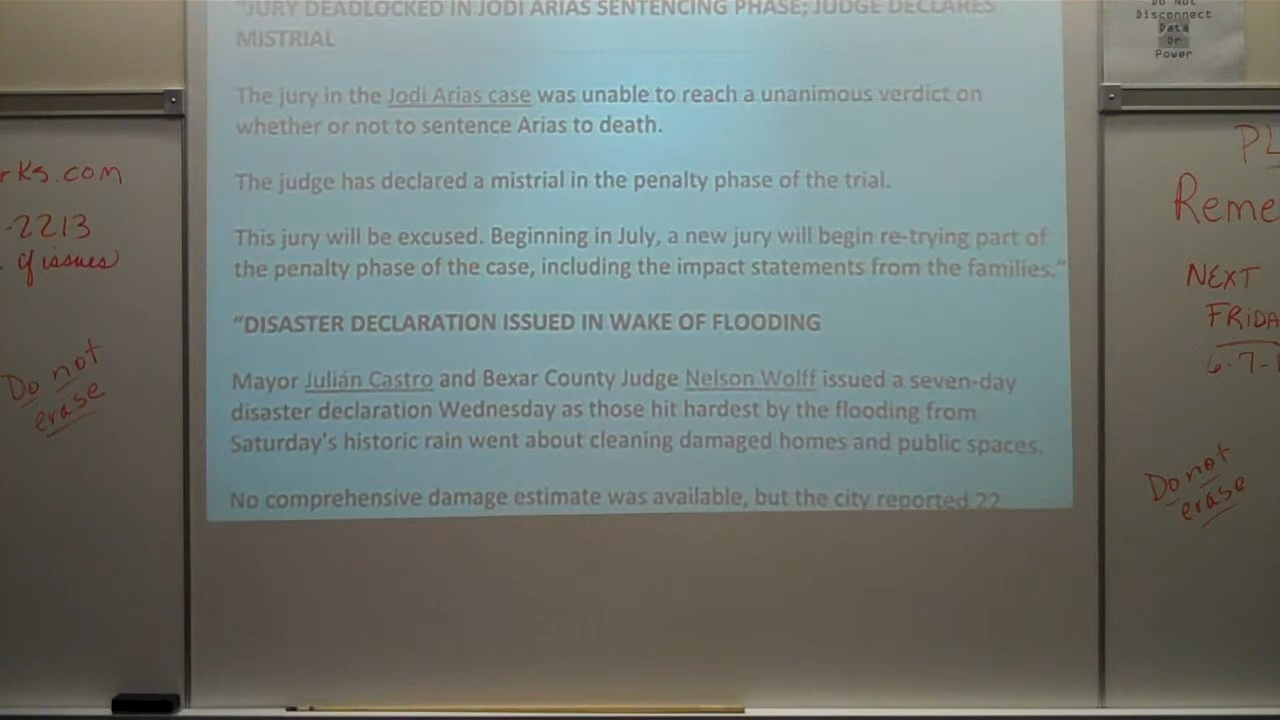 "JURY DEADLOCKED IN JODI ARIAS SENTENCING PHASE; JUDGE DECLARES
MISTRIAL
The jury in the Jodi Arias case was unable to reach a unanimous verdict on
whether or not to sentence Arias to death.
The judge has declared a mistrial in the penalty phase of the trial.
This jury will be excused. Beginning in July, a new jury will begin re-trying part of
the penalty phase of the case, including the impact statements from the families."
"DISASTER DECLARATION ISSUED IN WAKE OF FLOODING
Mayor Julián Castro and Bexar County Judge Nelson Wolff issued a seven-day
disaster declaration Wednesday as those hit hardest by the flooding from
Saturday's historic rain went about cleaning damaged homes and public spaces.
No comprehensive damage estimate was available, but the city reported 22
rks.com
-2213
of issues
Do not
erase
Do Not
Disconnect
Data
Or
Power
PL
Reme
NEXT
FRIDA
6-7-1
Do not
erase